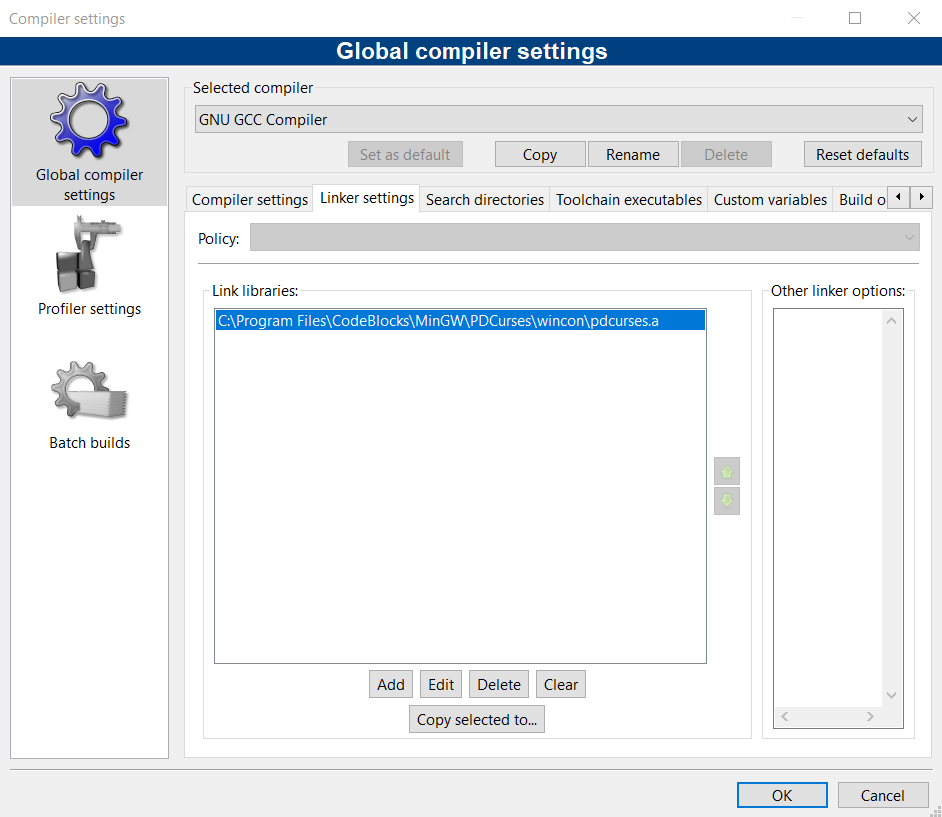 Compiler settings
Global compiler settings
Global compiler
settings
Profiler settings
Batch builds
Selected compiler
GNU GCC Compiler
Set as default
Copy
Rename
Delete
Reset defaults
Compiler settings
Linker settings
Search directories
Toolchain executables
Custom variables
Build o
Policy:
Link libraries:
C:\Program Files\CodeBlocks\MinGW\PDCurses\wincon\pdcurses.a
Add
Edit
Delete
Clear
Copy selected to...
Other linker options:
OK
Cancel